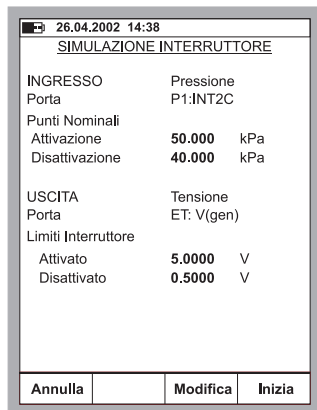 26.04.2002 14:38
SIMULAZIONE INTERRUTTORE
INGRESSO Pressione
Porta P1:INT2C
Punti Nominali
Attivazione 50.000 kPa
Disattivazione 40.000 kPa
USCITA Tensione
Porta ET: V(gen)
Limiti Interruttore
Attivato 5.0000 V
Disattivato 0.5000 V
Annulla Modifica Inizia